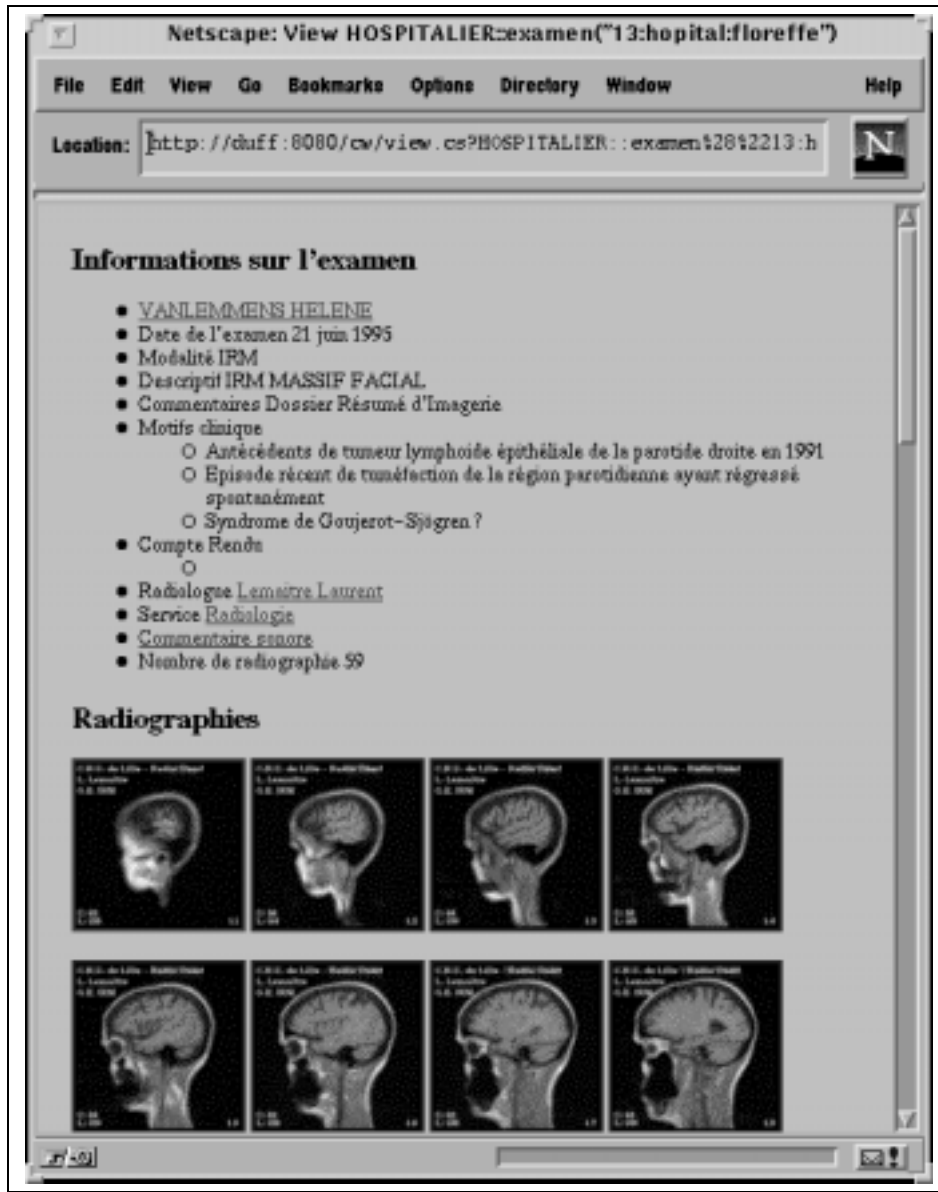 Netscape: View HOSPITALIER::examen("13:hopital:floreffe")
File Edit View Go Bookmarks Options Directory Window Help
Location: http://duff:8080/cw/view.cs?HOSPITALIER::examen%28%2213:h
N
Informations sur l'examen
VANLEMMENS HELENE
Date de l'examen 21 juin 1995
Modalité IRM
Descriptif IRM MASSIF FACIAL
Commentaires Dossier Résumé d'Imagerie
Motifs clinique
Antécédents de tumeur lymphoide épithéliale de la parotide droite en 1991
Episode récent de tuméfaction de la région parotidienne ayant régressé
spontanément
Syndrome de Goujerot-Sjögren ?
Compte Rendu
Radiologue Lemaitre Laurent
Service Radiologie
Commentaire sonore
Nombre de radiographie 59
Radiographies